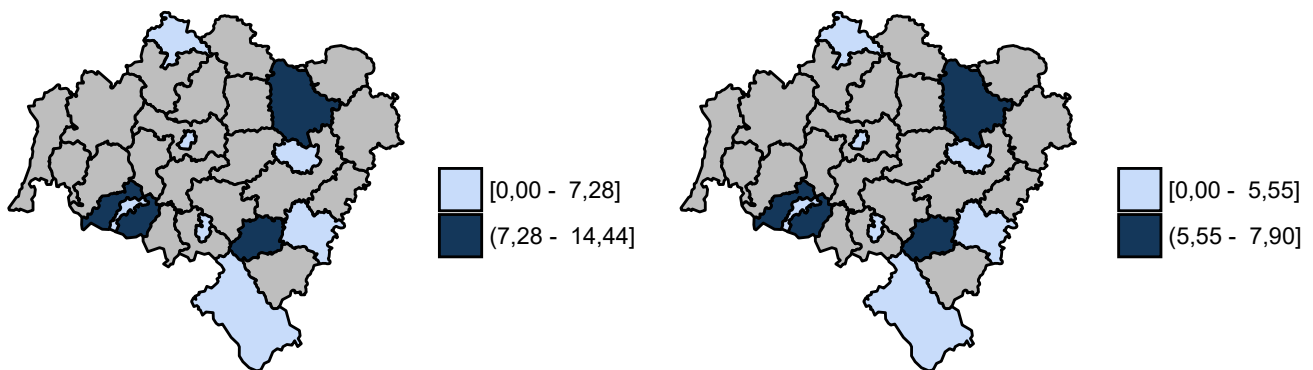 [0,00 - 7,28]
(7,28 - 14,44]
[0,00 - 5,55]
(5,55 - 7,90]